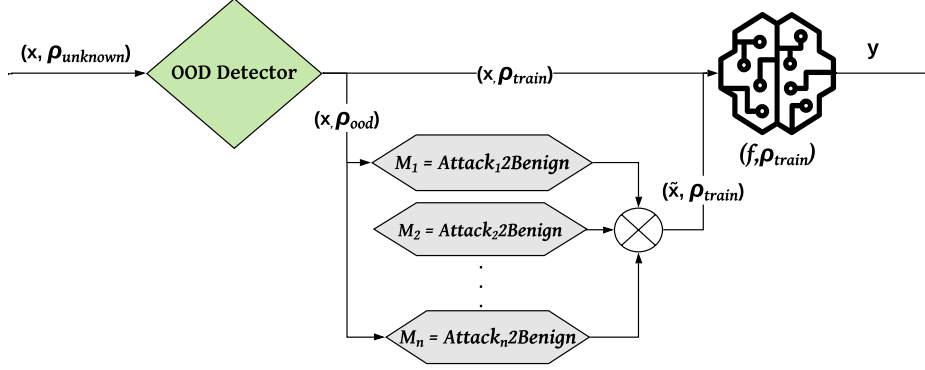 (x, ρunknown)
OOD Detector
(x, ρtrain)
y
(x, ρood)
(f,ρtrain)
M₁ = Attack₁2Benign
(x̃, ρtrain)
M₂ = Attack₂2Benign
.
.
.
Mₙ = Attackₙ2Benign